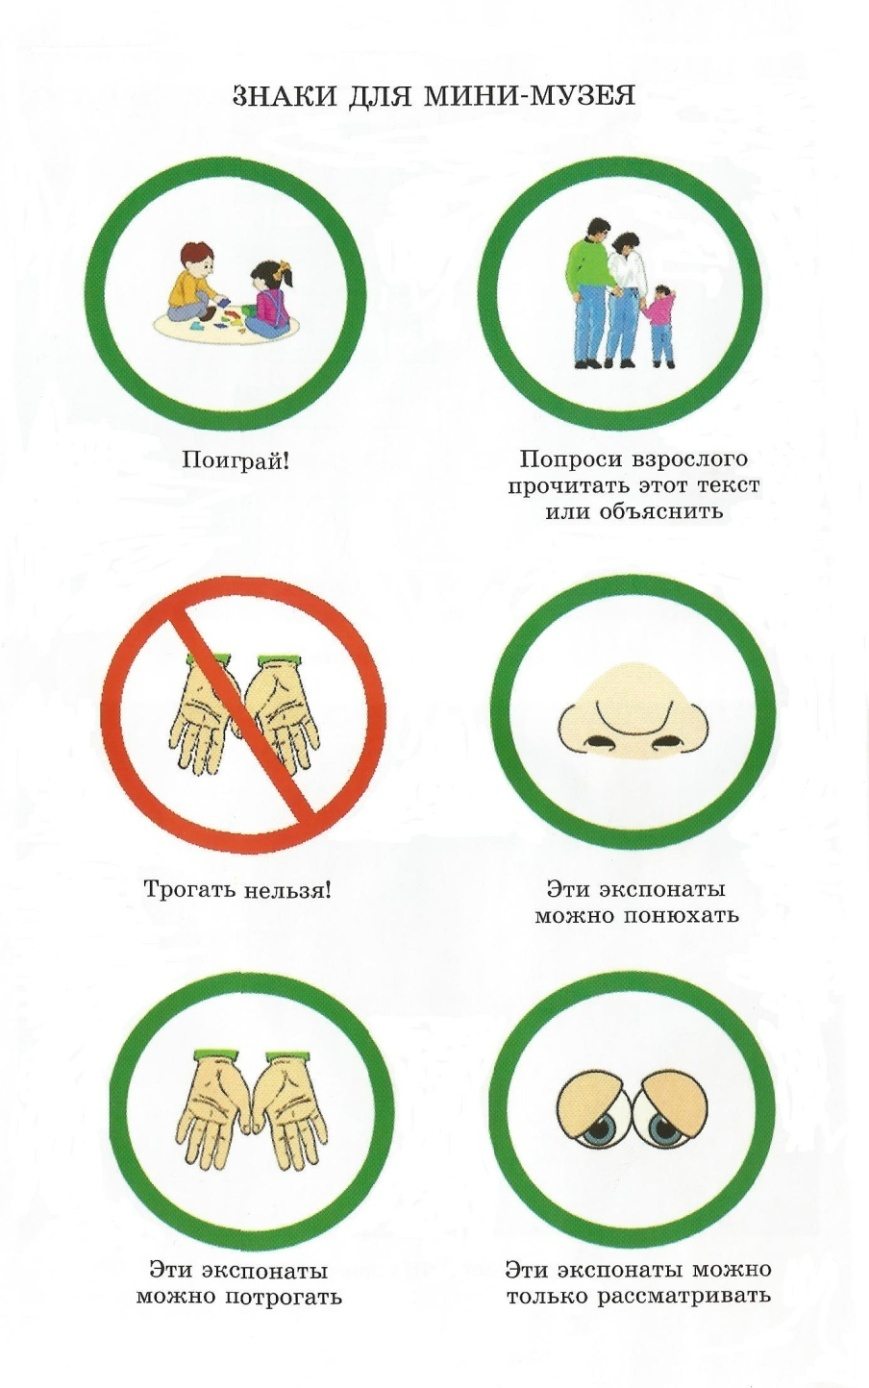 ЗНАКИ ДЛЯ МИНИ-МУЗЕЯ
Поиграй!
Попроси взрослого
прочитать этот текст
или объяснить
Трогать нельзя!
Эти экспонаты
можно понюхать
Эти экспонаты
можно потрогать
Эти экспонаты можно
только рассматривать